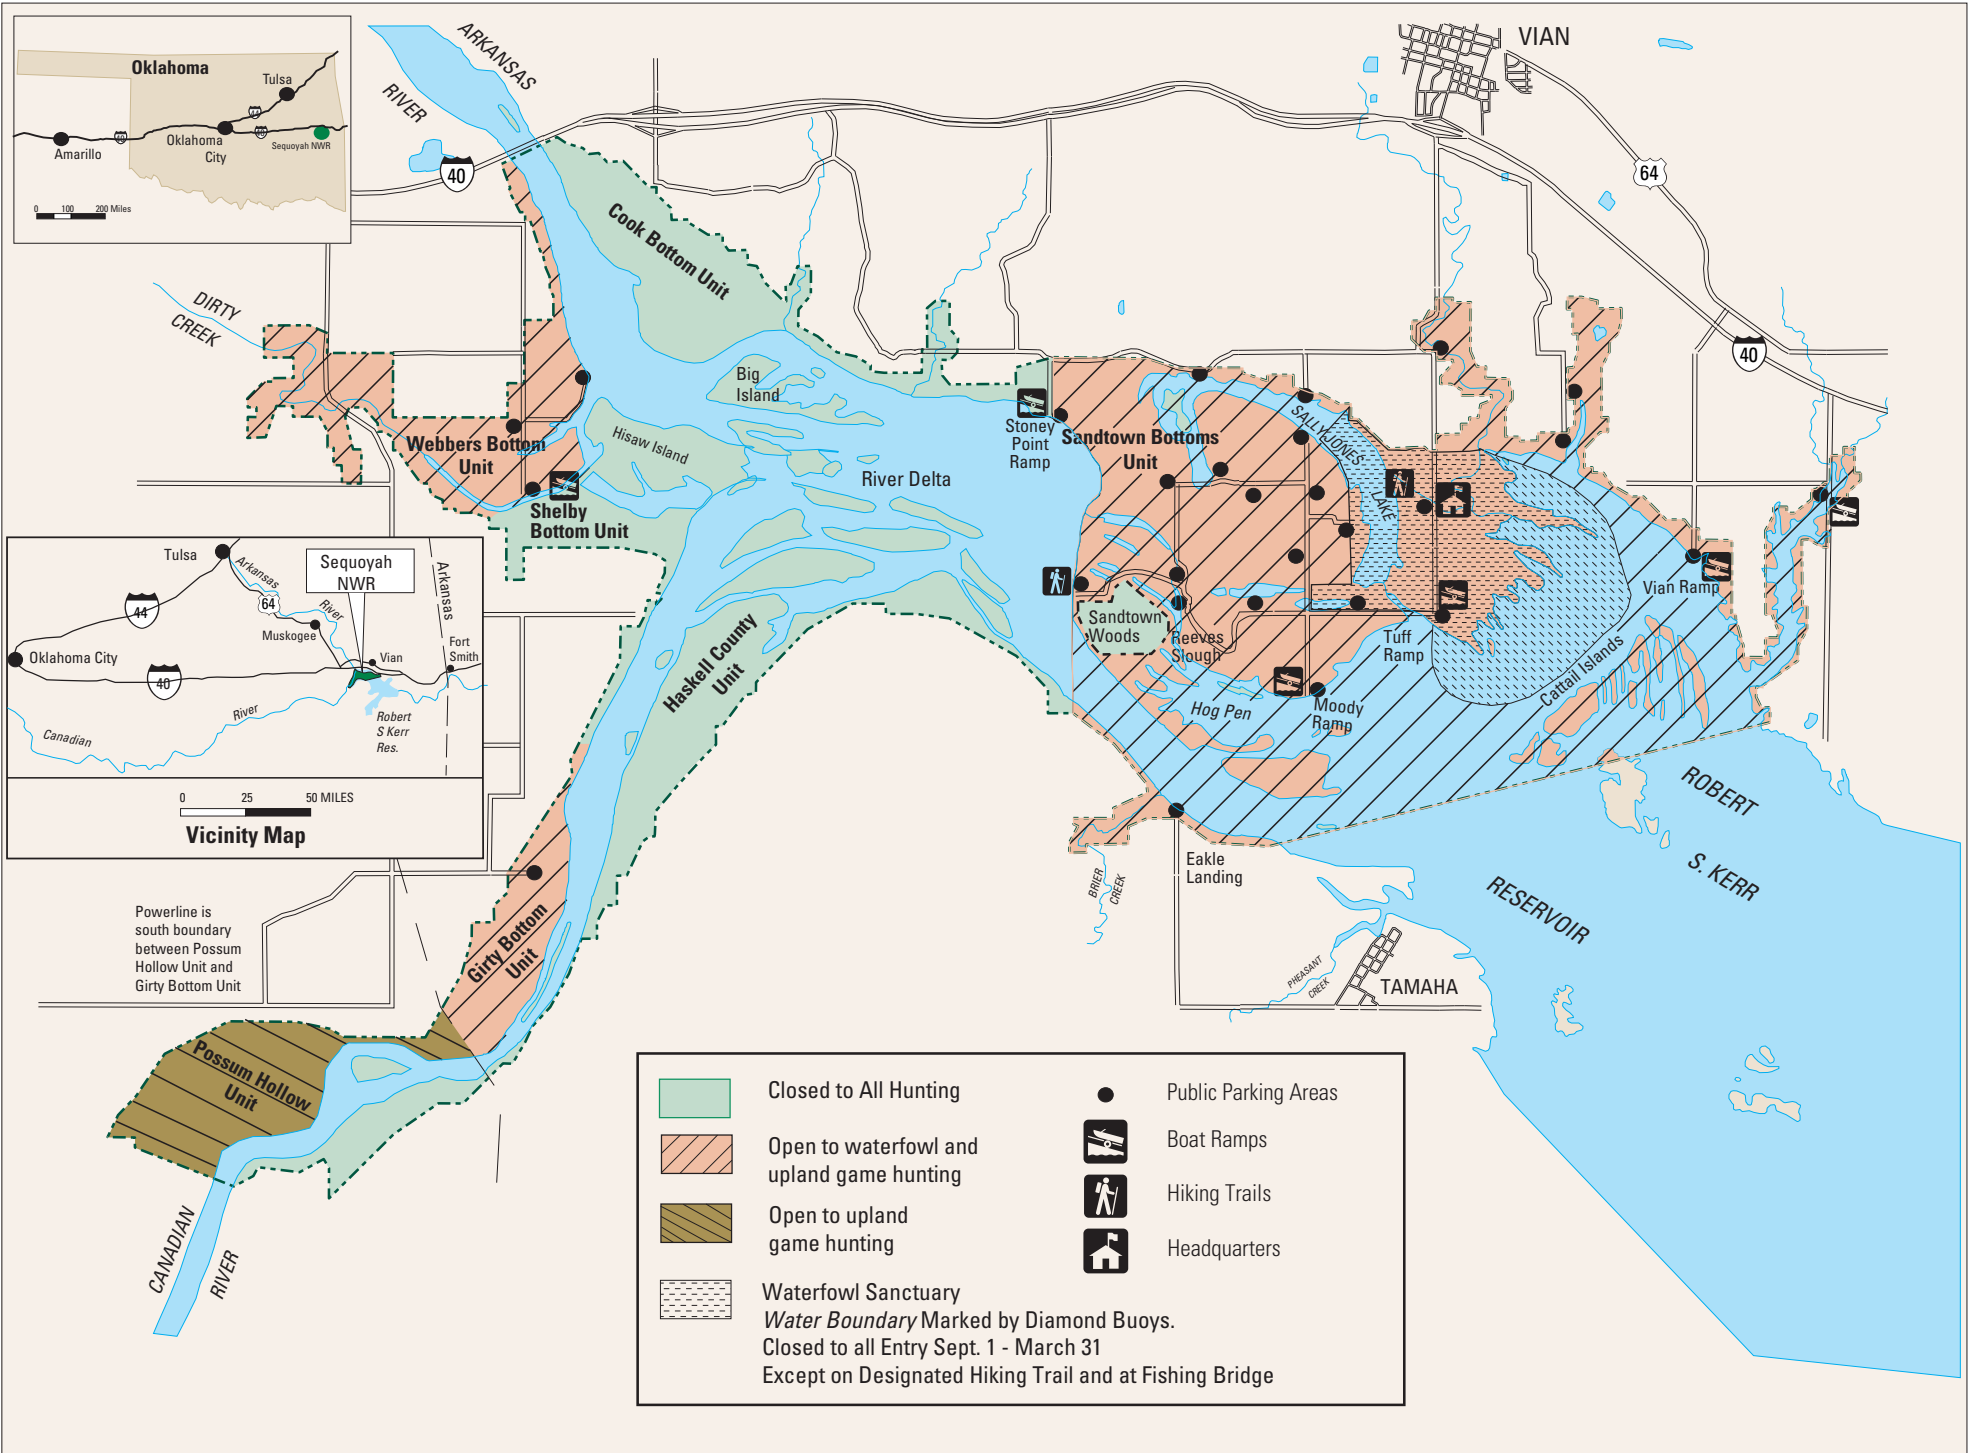 Oklahoma
Tulsa
44
40
40
Oklahoma
City
Amarillo
Sequoyah NWR
0 100 200 Miles
ARKANSAS
RIVER
40
VIAN
64
40
Cook Bottom Unit
DIRTY
CREEK
Big
Island
Hisaw Island
Webbers Bottom
Unit
Shelby
Bottom Unit
River Delta
Stoney
Point
Ramp
Sandtown Bottoms
Unit
SALLY JONES
LAKE
Vian Ramp
Sandtown
Woods
Reeves
Slough
Tuff
Ramp
Cattail Islands
Hog Pen
Moody
Ramp
Haskell County
Unit
ROBERT
S. KERR
RESERVOIR
Eakle
Landing
BRIER
CREEK
PHEASANT
CREEK
TAMAHA
Tulsa
Arkansas
River
64
44
Muskogee
Sequoyah
NWR
Arkansas
Oklahoma City
Vian
Fort
Smith
40
River
Canadian
Robert
S Kerr
Res.
0 25 50 MILES
Vicinity Map
Powerline is
south boundary
between Possum
Hollow Unit and
Girty Bottom Unit
Girty Bottom
Unit
Possum Hollow
Unit
CANADIAN
RIVER
Closed to All Hunting
Open to waterfowl and
upland game hunting
Open to upland
game hunting
Waterfowl Sanctuary
Water Boundary Marked by Diamond Buoys.
Closed to all Entry Sept. 1 - March 31
Except on Designated Hiking Trail and at Fishing Bridge
Public Parking Areas
Boat Ramps
Hiking Trails
Headquarters